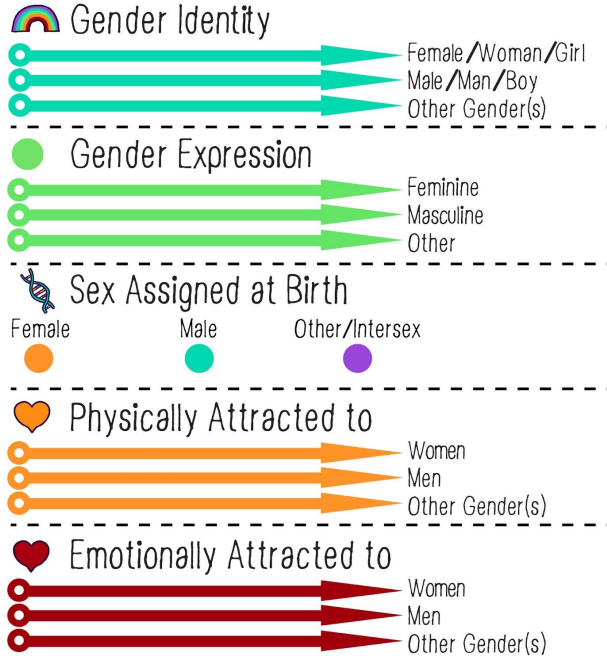 Gender Identity
Female/Woman/Girl
Male/Man/Boy
Other Gender(s)
Gender Expression
Feminine
Masculine
Other
Sex Assigned at Birth
Female Male Other/Intersex
Physically Attracted to
Women
Men
Other Gender(s)
Emotionally Attracted to
Women
Men
Other Gender(s)